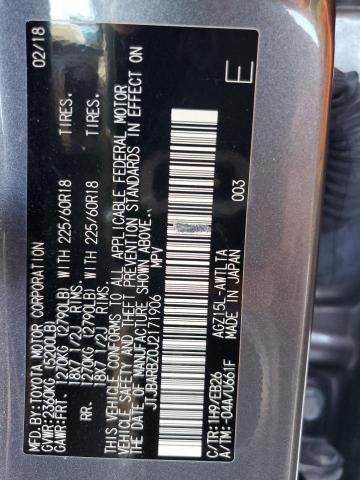 MFD. BY: TOYOTA MOTOR CORPORATION 02/18
GVWR: 2360KG (5200LB)
GAWR: FRT. 1270KG (2790LB) WITH 225/60R18 TIRES,
18X7 1/2J RIMS,
RR. 1270KG (2790LB) WITH 225/60R18 TIRES,
18X7 1/2J RIMS,
THIS VEHICLE CONFORMS TO ALL APPLICABLE FEDERAL MOTOR
VEHICLE SAFETY AND THEFT PREVENTION STANDARDS IN EFFECT ON
THE DATE OF MANUFACTURE SHOWN ABOVE.
JTJBARBZ0J2171906 MPV
E
003
C/TR: 1H9/EB26 AGZ15L-AWTLTA
A/TM: -04A/U661F MADE IN JAPAN